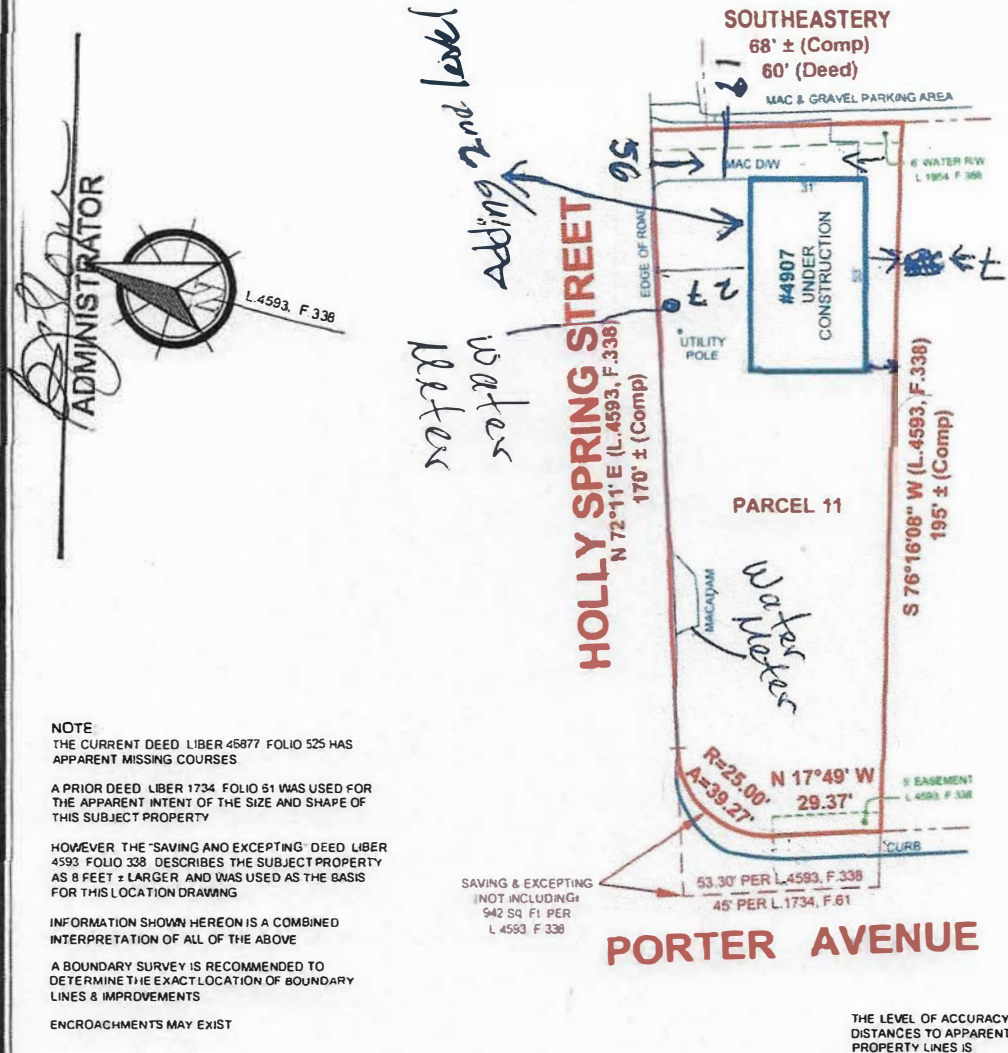 SOUTHEASTERY
68' ± (Comp)
60' (Deed)
MAC & GRAVEL PARKING AREA
Adding 2nd level
56
MAC D/W
6' WATER R/W
L 1964 F 388
31'
ADMINISTRATOR
L.4593, F.338
EDGE OF ROAD
27
#4907
UNDER
CONSTRUCTION
53'
7
UTILITY
POLE
Water
Meter
HOLLY SPRING STREET
N 72°11' E (L.4593, F.338)
170' ± (Comp)
PARCEL 11
S 76°16'08" W (L.4593, F.338)
195' ± (Comp)
MACADAM
Water
Meter
NOTE:
THE CURRENT DEED LIBER 46877 FOLIO 525 HAS
APPARENT MISSING COURSES
A PRIOR DEED LIBER 1734 FOLIO 61 WAS USED FOR
THE APPARENT INTENT OF THE SIZE AND SHAPE OF
THIS SUBJECT PROPERTY
HOWEVER THE "SAVING AND EXCEPTING" DEED LIBER
4593 FOLIO 338 DESCRIBES THE SUBJECT PROPERTY
AS 8 FEET ± LARGER AND WAS USED AS THE BASIS
FOR THIS LOCATION DRAWING
INFORMATION SHOWN HEREON IS A COMBINED
INTERPRETATION OF ALL OF THE ABOVE
A BOUNDARY SURVEY IS RECOMMENDED TO
DETERMINE THE EXACT LOCATION OF BOUNDARY
LINES & IMPROVEMENTS
ENCROACHMENTS MAY EXIST
R=25.00'
A=39.27'
N 17°49' W
29.37'
5' EASEMENT
L 4593, F 338
CURB
SAVING & EXCEPTING
(NOT INCLUDING)
942 SQ FT PER
L 4593 F 338
53.30' PER L.4593, F.338
45' PER L.1734, F.61
PORTER AVENUE
THE LEVEL OF ACCURACY
DISTANCES TO APPARENT
PROPERTY LINES IS